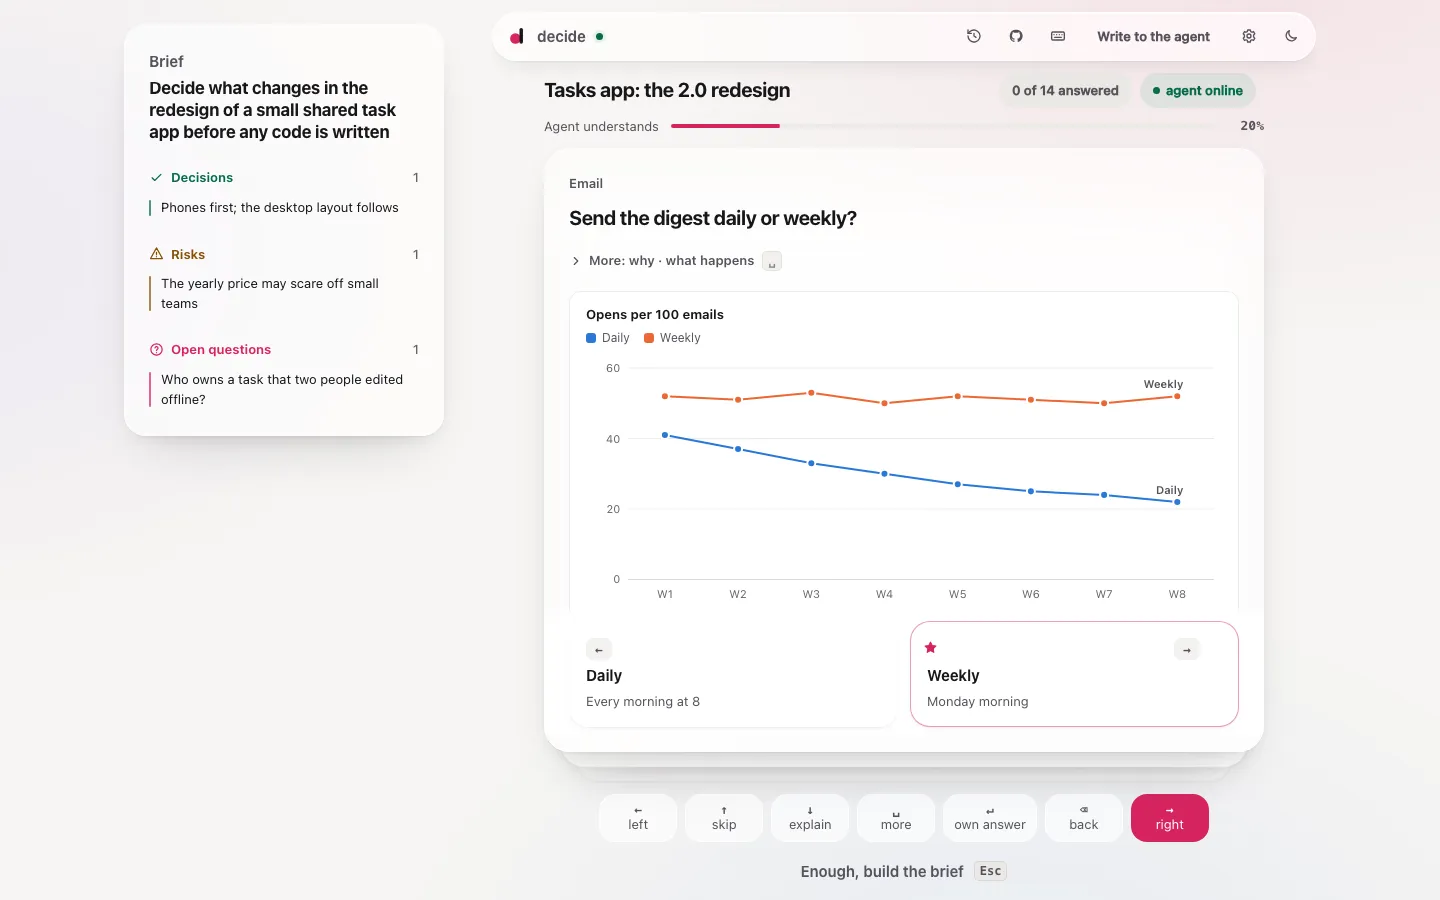 Brief
Decide what changes in the
redesign of a small shared task
app before any code is written
Decisions 1
Phones first; the desktop layout follows
Risks 1
The yearly price may scare off small
teams
Open questions 1
Who owns a task that two people edited
offline?
decide
Write to the agent
Tasks app: the 2.0 redesign
0 of 14 answered
agent online
Agent understands
20%
Email
Send the digest daily or weekly?
More: why · what happens ␣
Opens per 100 emails
Daily Weekly
60
40
20
0
Weekly
Daily
W1 W2 W3 W4 W5 W6 W7 W8
←
Daily
Every morning at 8
→
Weekly
Monday morning
← left
↑ skip
↓ explain
␣ more
↵ own answer
⌫ back
→ right
Enough, build the brief Esc